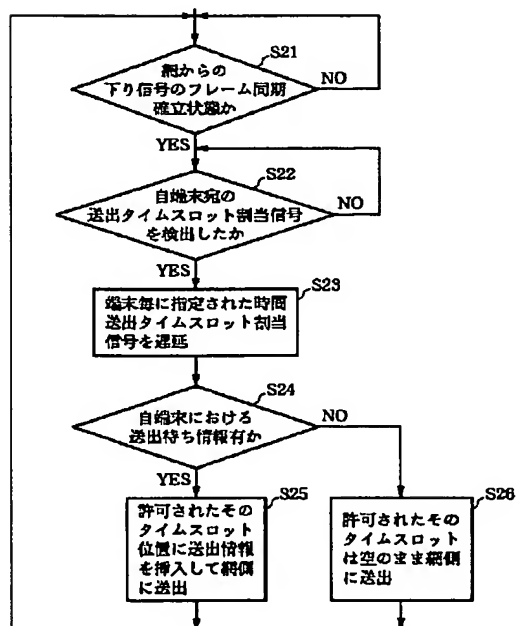 S21
網からの
下り信号のフレーム同期
確立状態か
NO
YES
S22
自端末宛の
送出タイムスロット割当信号
を検出したか
NO
YES
S23
端末毎に指定された時間
送出タイムスロット割当
信号を遅延
S24
自端末における
送出待ち情報有か
NO
YES
S25
許可されたその
タイムスロット
位置に送出情報
を挿入して網側
に送出
S26
許可されたその
タイムスロット
は空のまま網側
に送出